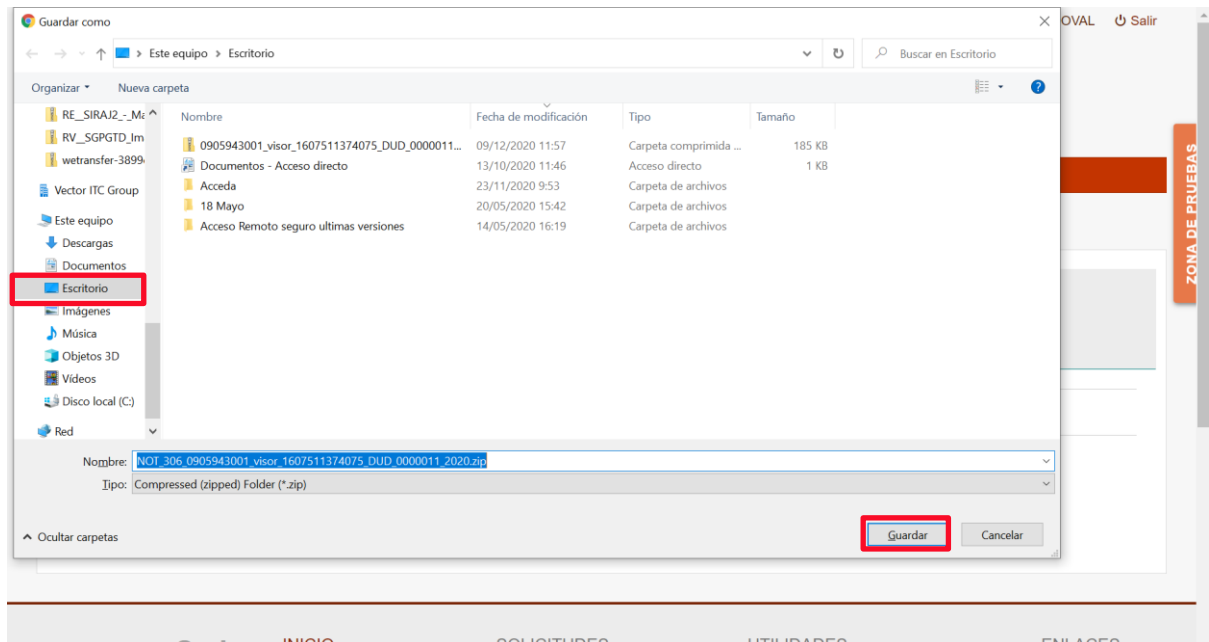 Guardar como
OVAL Salir
Este equipo > Escritorio
Buscar en Escritorio
Organizar Nueva carpeta
RE__SIRAJ2_-_Ma
RV__SGPGTD_Im
wetransfer-3899
Vector ITC Group
Este equipo
Descargas
Documentos
Escritorio
Imágenes
Música
Objetos 3D
Vídeos
Disco local (C:)
Red
Nombre Fecha de modificación Tipo Tamaño
0905943001_visor_1607511374075_DUD_0000011... 09/12/2020 11:57 Carpeta comprimida ... 185 KB
Documentos - Acceso directo 13/10/2020 11:46 Acceso directo 1 KB
Acceda 23/11/2020 9:53 Carpeta de archivos
18 Mayo 20/05/2020 15:42 Carpeta de archivos
Acceso Remoto seguro ultimas versiones 14/05/2020 16:19 Carpeta de archivos
ZONA DE PRUEBAS
Nombre: NOT_306_0905943001_visor_1607511374075_DUD_0000011_2020.zip
Tipo: Compressed (zipped) Folder (*.zip)
Ocultar carpetas
Guardar Cancelar
INICIO SOLICITUDES UTILIDADES ENLACES